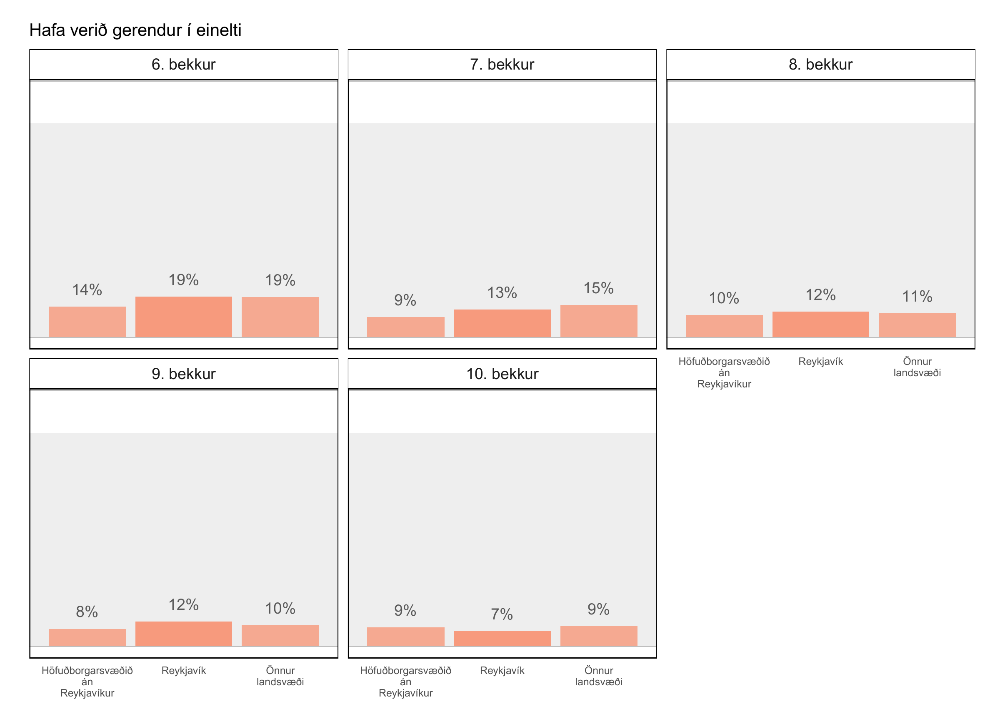 Hafa verið gerendur í einelti
6. bekkur
7. bekkur
8. bekkur
14%
19%
19%
9%
13%
15%
10%
12%
11%
Höfuðborgarsvæðið
án
Reykjavíkur
Reykjavík
Önnur
landsvæði
9. bekkur
10. bekkur
8%
12%
10%
9%
7%
9%
Höfuðborgarsvæðið
án
Reykjavíkur
Reykjavík
Önnur
landsvæði
Höfuðborgarsvæðið
án
Reykjavíkur
Reykjavík
Önnur
landsvæði